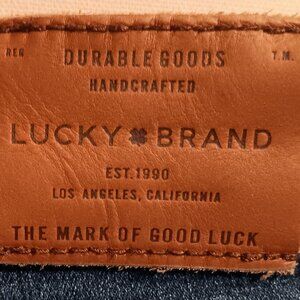 REG DURABLE GOODS T.M.
HANDCRAFTED
LUCKY☘BRAND
EST.1990
LOS ANGELES, CALIFORNIA
THE MARK OF GOOD LUCK